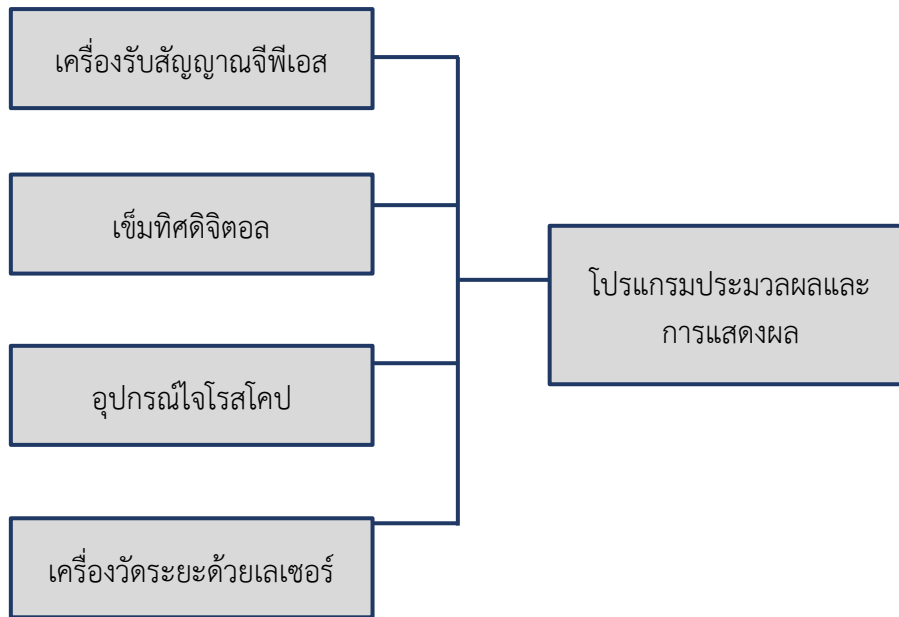 เครื่องรับสัญญาณจีพีเอส
เข็มทิศดิจิตอล
อุปกรณ์ไจโรสโคป
เครื่องวัดระยะด้วยเลเซอร์
โปรแกรมประมวลผลและ
การแสดงผล